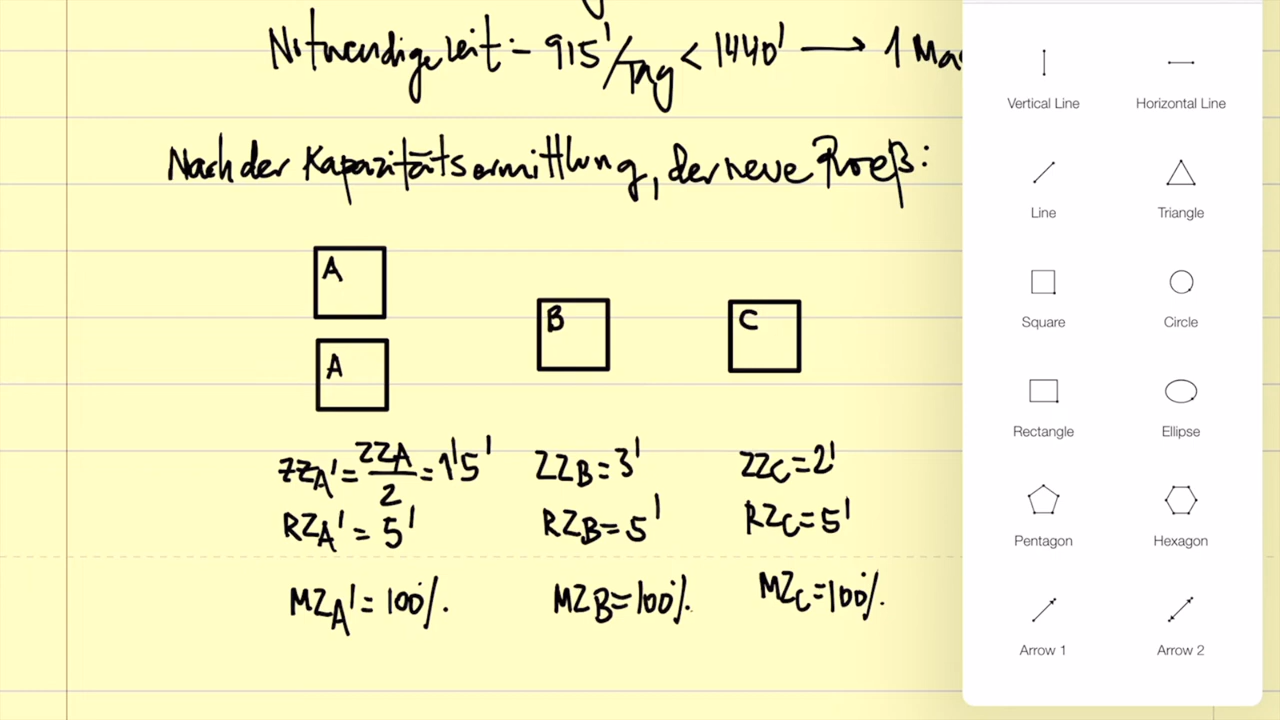 Notwendige Zeit:- 915'/Tag < 1440' → 1 Ma
Nach der Kapazitätsermittlung, der neue Prozeß:
A
A
B
C
ZZA' = ZZA/2 = 1'5'
ZZB = 3'
ZZC = 2'
RZA' = 5'
RZB = 5'
RZC = 5'
MZA' = 100%.
MZB = 100%.
MZC = 100%.
Vertical Line
Horizontal Line
Line
Triangle
Square
Circle
Rectangle
Ellipse
Pentagon
Hexagon
Arrow 1
Arrow 2